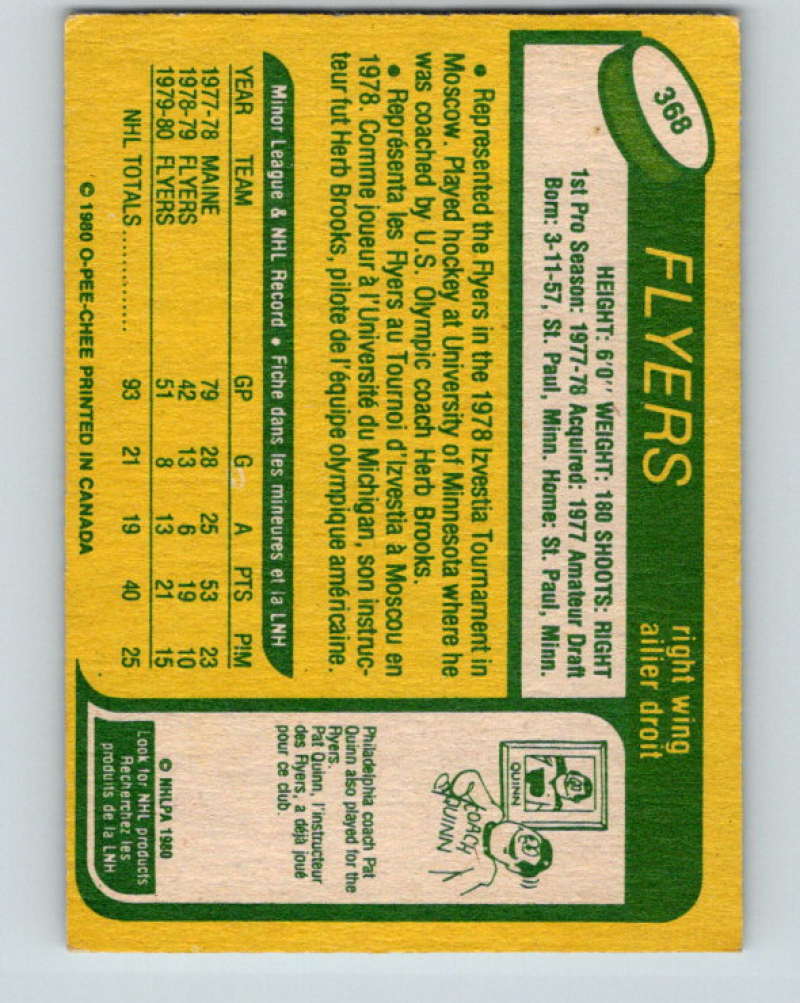 368
FLYERS
right wing
ailier droit
HEIGHT: 6'0" WEIGHT: 180 SHOOTS: RIGHT
1st Pro Season: 1977-78 Acquired: 1977 Amateur Draft
Born: 3-11-57, St. Paul, Minn. Home: St. Paul, Minn.
• Represented the Flyers in the 1978 Izvestia Tournament in
Moscow. Played hockey at University of Minnesota where he
was coached by U.S. Olympic coach Herb Brooks.
• Représenta les Flyers au Tournoi d'Izvestia à Moscou en
1978. Comme joueur à l'Université du Michigan, son instruc-
teur fut Herb Brooks, pilote de l'équipe olympique américaine.
Minor League & NHL Record • Fiche dans les mineures et la LNH
YEAR TEAM GP G A PTS PIM
1977-78 MAINE 79 28 25 53 23
1978-79 FLYERS 42 13 6 19 10
1979-80 FLYERS 51 8 13 21 15
NHL TOTALS 93 21 19 40 25
© 1980 O-PEE-CHEE PRINTED IN CANADA
QUINN
COACH
QUINN
Philadelphia coach Pat
Quinn also played for the
Flyers.
Pat Quinn, l'instructeur
des Flyers, a déjà joué
pour ce club.
© NHLPA 1980
Look for NHL products
Recherchez les
produits de la LNH